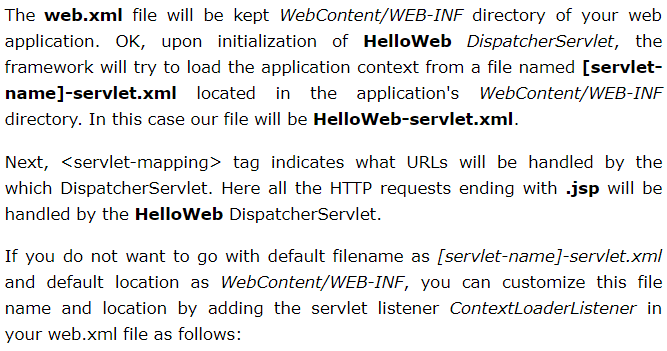 The web.xml file will be kept WebContent/WEB-INF directory of your web
application. OK, upon initialization of HelloWeb DispatcherServlet, the
framework will try to load the application context from a file named [servlet-
name]-servlet.xml located in the application's WebContent/WEB-INF
directory. In this case our file will be HelloWeb-servlet.xml.
Next, <servlet-mapping> tag indicates what URLs will be handled by the
which DispatcherServlet. Here all the HTTP requests ending with .jsp will be
handled by the HelloWeb DispatcherServlet.
If you do not want to go with default filename as [servlet-name]-servlet.xml
and default location as WebContent/WEB-INF, you can customize this file
name and location by adding the servlet listener ContextLoaderListener in
your web.xml file as follows: